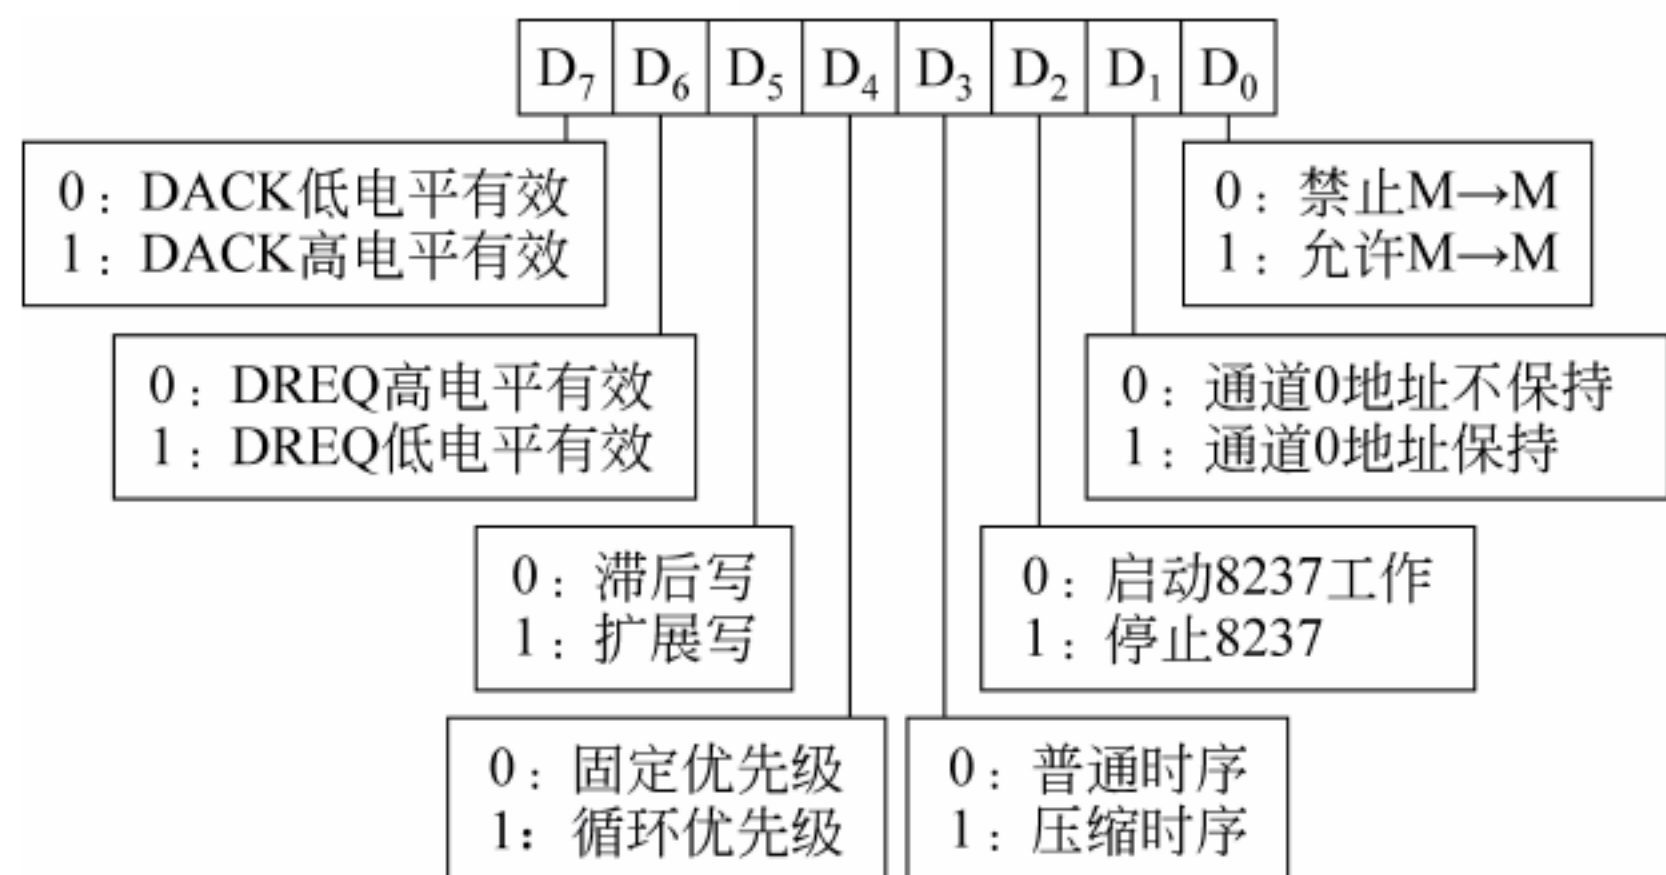 D₇ D₆ D₅ D₄ D₃ D₂ D₁ D₀
0：DACK低电平有效
1：DACK高电平有效
0：禁止M→M
1：允许M→M
0：DREQ高电平有效
1：DREQ低电平有效
0：通道0地址不保持
1：通道0地址保持
0：滞后写
1：扩展写
0：启动8237工作
1：停止8237
0：固定优先级
1：循环优先级
0：普通时序
1：压缩时序